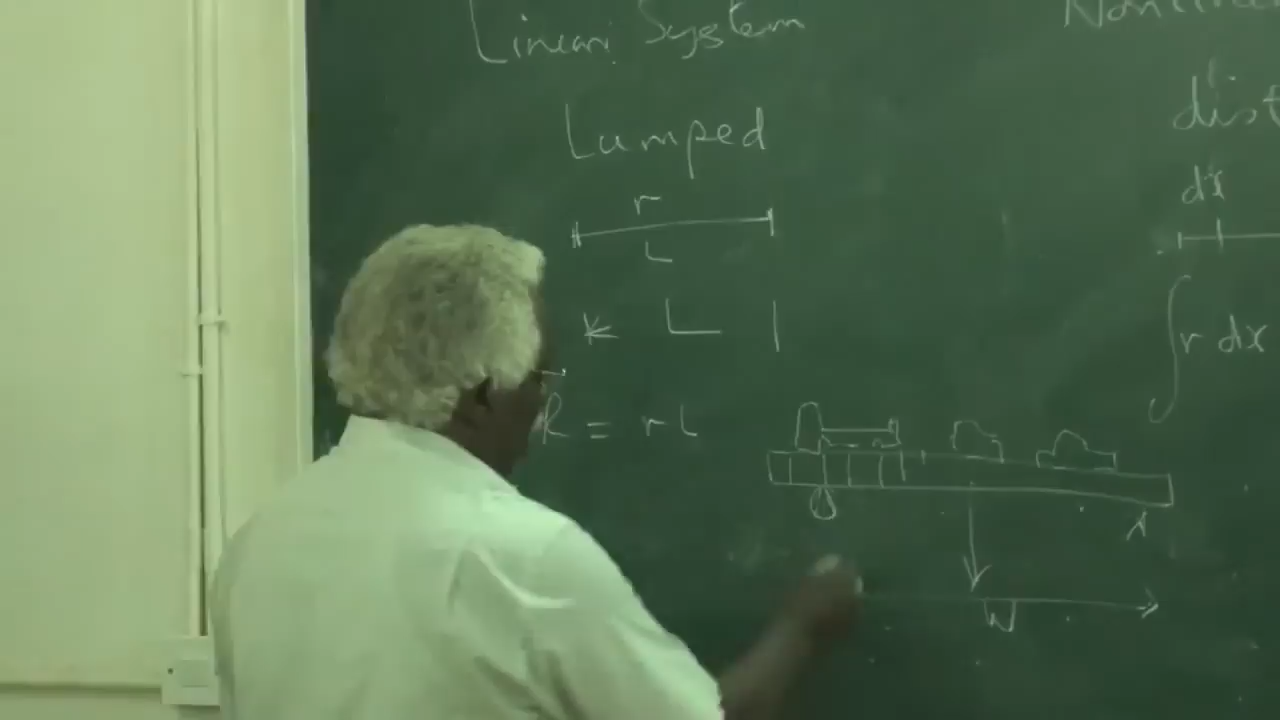 Linear System
Lumped
dist
r
dx
L
L
∫r dx
R = rL
W